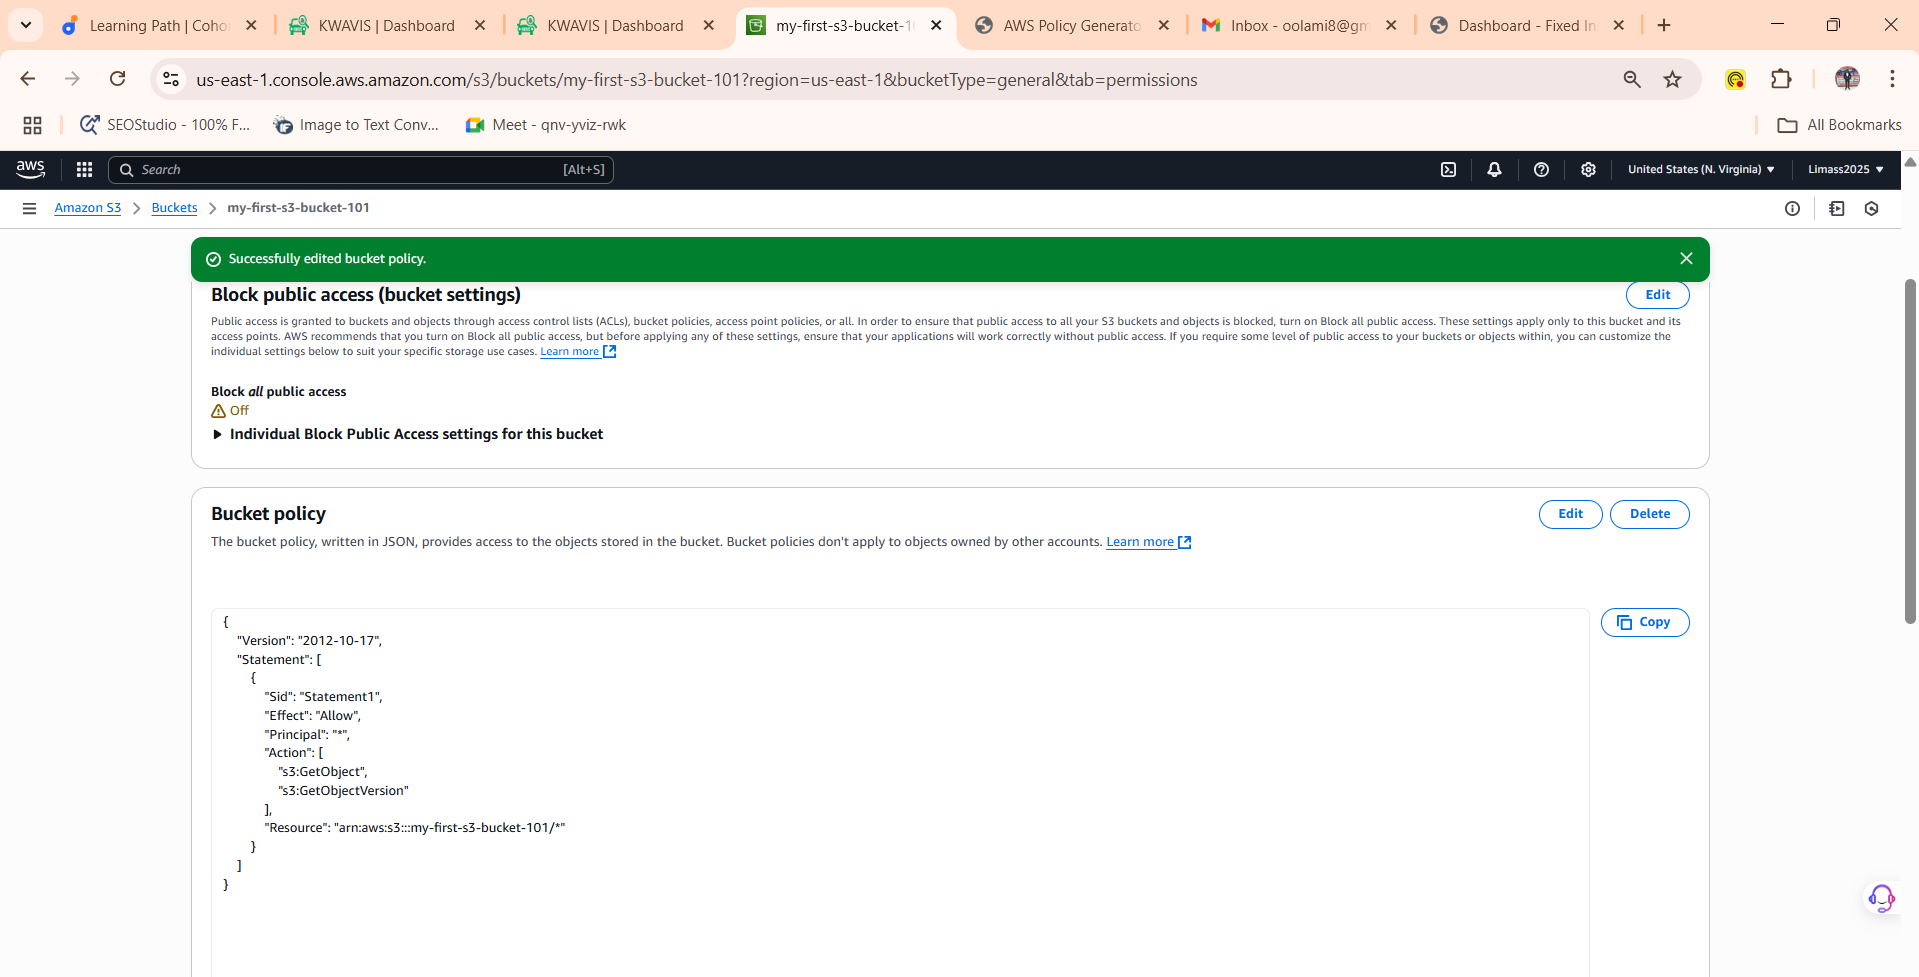 Learning Path | Coho
KWAVIS | Dashboard
KWAVIS | Dashboard
my-first-s3-bucket-1
AWS Policy Generato
Inbox - oolami8@gm
Dashboard - Fixed In
us-east-1.console.aws.amazon.com/s3/buckets/my-first-s3-bucket-101?region=us-east-1&bucketType=general&tab=permissions
SEOStudio - 100% F...
Image to Text Conv...
Meet - qnv-yviz-rwk
All Bookmarks
aws
Search
[Alt+S]
United States (N. Virginia)
Limass2025
Amazon S3
Buckets
my-first-s3-bucket-101
Successfully edited bucket policy.
Block public access (bucket settings)
Edit
Public access is granted to buckets and objects through access control lists (ACLs), bucket policies, access point policies, or all. In order to ensure that public access to all your S3 buckets and objects is blocked, turn on Block all public access. These settings apply only to this bucket and its
access points. AWS recommends that you turn on Block all public access, but before applying any of these settings, ensure that your applications will work correctly without public access. If you require some level of public access to your buckets or objects within, you can customize the
individual settings below to suit your specific storage use cases. Learn more
Block all public access
Off
Individual Block Public Access settings for this bucket
Bucket policy
Edit
Delete
The bucket policy, written in JSON, provides access to the objects stored in the bucket. Bucket policies don't apply to objects owned by other accounts. Learn more
Copy
{
"Version": "2012-10-17",
"Statement": [
{
"Sid": "Statement1",
"Effect": "Allow",
"Principal": "*",
"Action": [
"s3:GetObject",
"s3:GetObjectVersion"
],
"Resource": "arn:aws:s3:::my-first-s3-bucket-101/*"
}
]
}